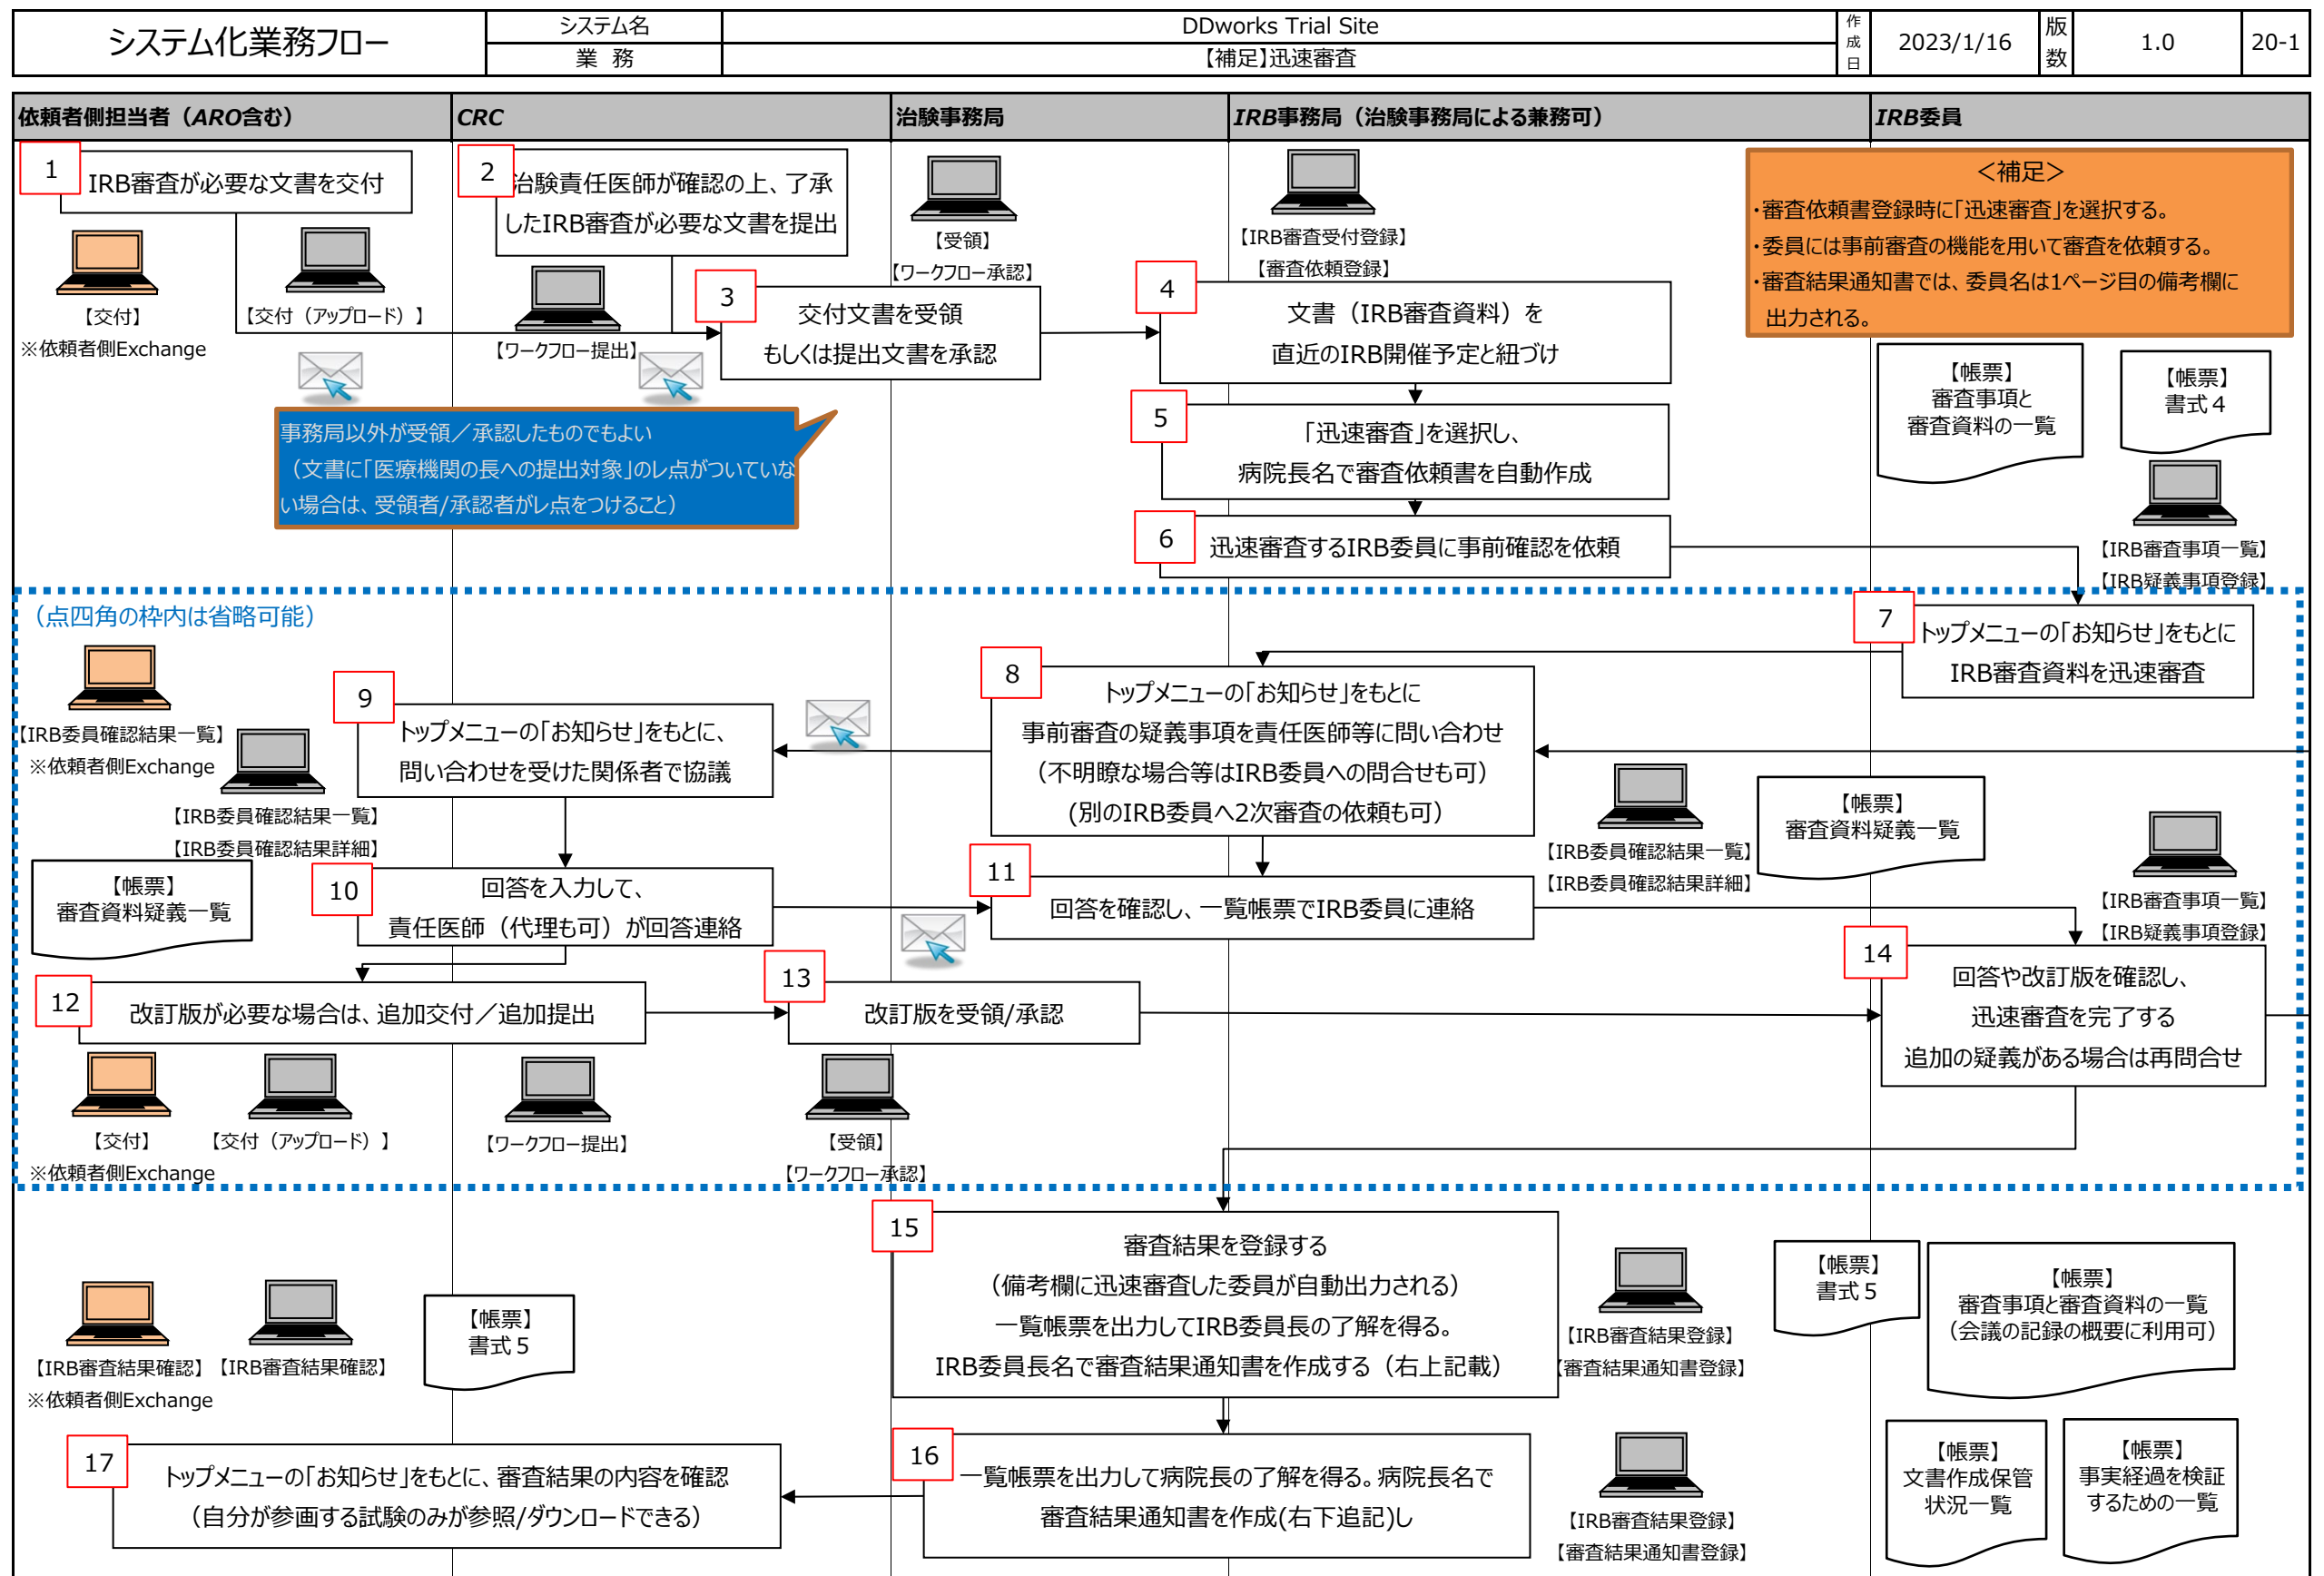 システム化業務フロー
システム名
DDworks Trial Site
業 務
【補足】迅速審査
作成日
2023/1/16
版数
1.0
20-1
依頼者側担当者（ARO含む）
CRC
治験事務局
IRB事務局（治験事務局による兼務可）
IRB委員
1
IRB審査が必要な文書を交付
【交付】
※依頼者側Exchange
【交付（アップロード）】
2
治験責任医師が確認の上、了承
したIRB審査が必要な文書を提出
【ワークフロー提出】
【受領】
【ワークフロー承認】
3
交付文書を受領
もしくは提出文書を承認
【IRB審査受付登録】
【審査依頼登録】
4
文書（IRB審査資料）を
直近のIRB開催予定と紐づけ
＜補足＞
・審査依頼書登録時に「迅速審査」を選択する。
・委員には事前審査の機能を用いて審査を依頼する。
・審査結果通知書では、委員名は1ページ目の備考欄に
出力される。
事務局以外が受領／承認したものでもよい
（文書に「医療機関の長への提出対象」のレ点がついていな
い場合は、受領者/承認者がレ点をつけること）
5
「迅速審査」を選択し、
病院長名で審査依頼書を自動作成
【帳票】
審査事項と
審査資料の一覧
【帳票】
書式４
6
迅速審査するIRB委員に事前確認を依頼
【IRB審査事項一覧】
【IRB疑義事項登録】
（点四角の枠内は省略可能）
7
トップメニューの「お知らせ」をもとに
IRB審査資料を迅速審査
8
トップメニューの「お知らせ」をもとに
事前審査の疑義事項を責任医師等に問い合わせ
（不明瞭な場合等はIRB委員への問合せも可）
(別のIRB委員へ2次審査の依頼も可）
9
トップメニューの「お知らせ」をもとに、
問い合わせを受けた関係者で協議
【IRB委員確認結果一覧】
※依頼者側Exchange
【IRB委員確認結果一覧】
【IRB委員確認結果詳細】
【帳票】
審査資料疑義一覧
10
回答を入力して、
責任医師（代理も可）が回答連絡
11
回答を確認し、一覧帳票でIRB委員に連絡
【IRB委員確認結果一覧】
【IRB委員確認結果詳細】
【帳票】
審査資料疑義一覧
【IRB審査事項一覧】
【IRB疑義事項登録】
12
改訂版が必要な場合は、追加交付／追加提出
13
改訂版を受領/承認
14
回答や改訂版を確認し、
迅速審査を完了する
追加の疑義がある場合は再問合せ
【交付】
※依頼者側Exchange
【交付（アップロード）】
【ワークフロー提出】
【受領】
【ワークフロー承認】
15
審査結果を登録する
（備考欄に迅速審査した委員が自動出力される）
一覧帳票を出力してIRB委員長の了解を得る。
IRB委員長名で審査結果通知書を作成する（右上記載）
【IRB審査結果登録】
【審査結果通知書登録】
【帳票】
書式５
【帳票】
審査事項と審査資料の一覧
（会議の記録の概要に利用可）
【IRB審査結果確認】
※依頼者側Exchange
【IRB審査結果確認】
【帳票】
書式５
16
一覧帳票を出力して病院長の了解を得る。病院長名で
審査結果通知書を作成(右下追記)し
【IRB審査結果登録】
【審査結果通知書登録】
【帳票】
文書作成保管
状況一覧
【帳票】
事実経過を検証
するための一覧
17
トップメニューの「お知らせ」をもとに、審査結果の内容を確認
（自分が参画する試験のみが参照/ダウンロードできる）